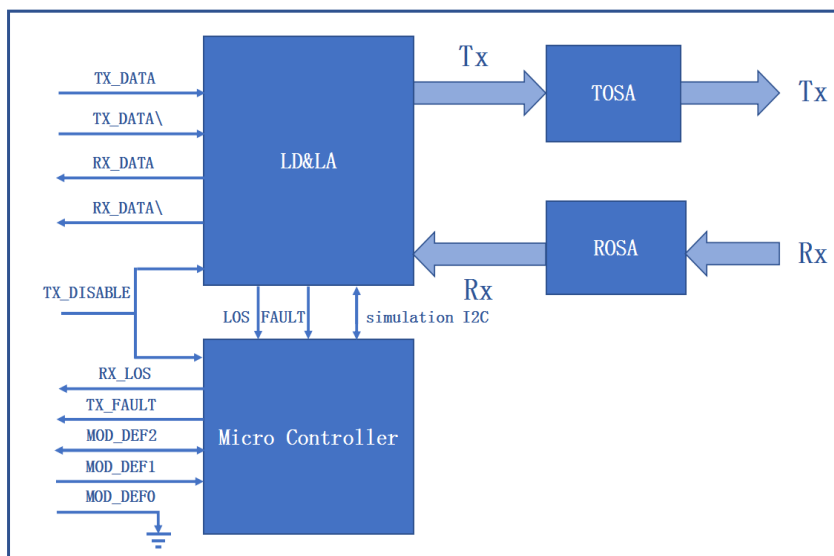 TX_DATA
TX_DATA\
RX_DATA
RX_DATA\
TX_DISABLE
LD&LA
Tx
TOSA
Tx
ROSA
Rx
Rx
LOS
FAULT
simulation I2C
RX_LOS
TX_FAULT
MOD_DEF2
MOD_DEF1
MOD_DEF0
Micro Controller